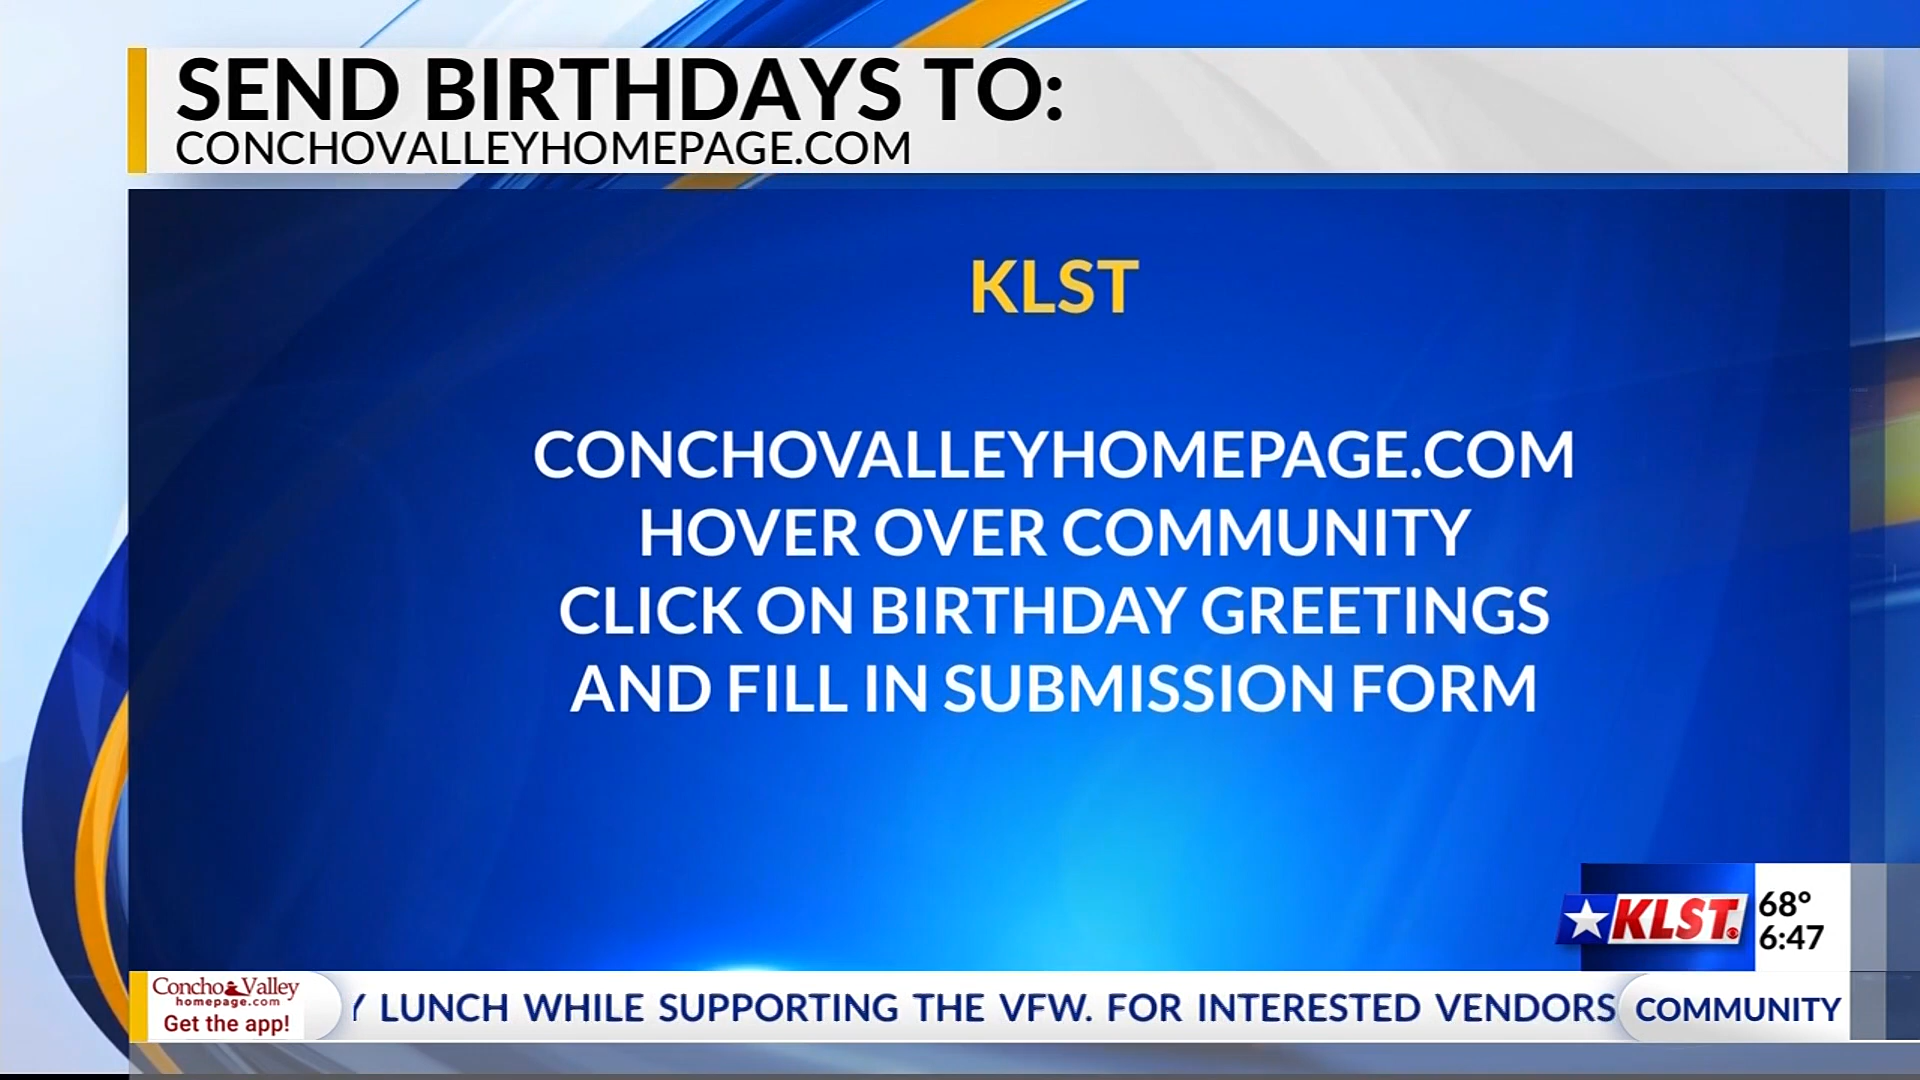 SEND BIRTHDAYS TO:
CONCHOVALLEYHOMEPAGE.COM
KLST
CONCHOVALLEYHOMEPAGE.COM
HOVER OVER COMMUNITY
CLICK ON BIRTHDAY GREETINGS
AND FILL IN SUBMISSION FORM
KLST
68°
6:47
Concho Valley
homepage.com
Get the app!
Y LUNCH WHILE SUPPORTING THE VFW. FOR INTERESTED VENDORS
COMMUNITY